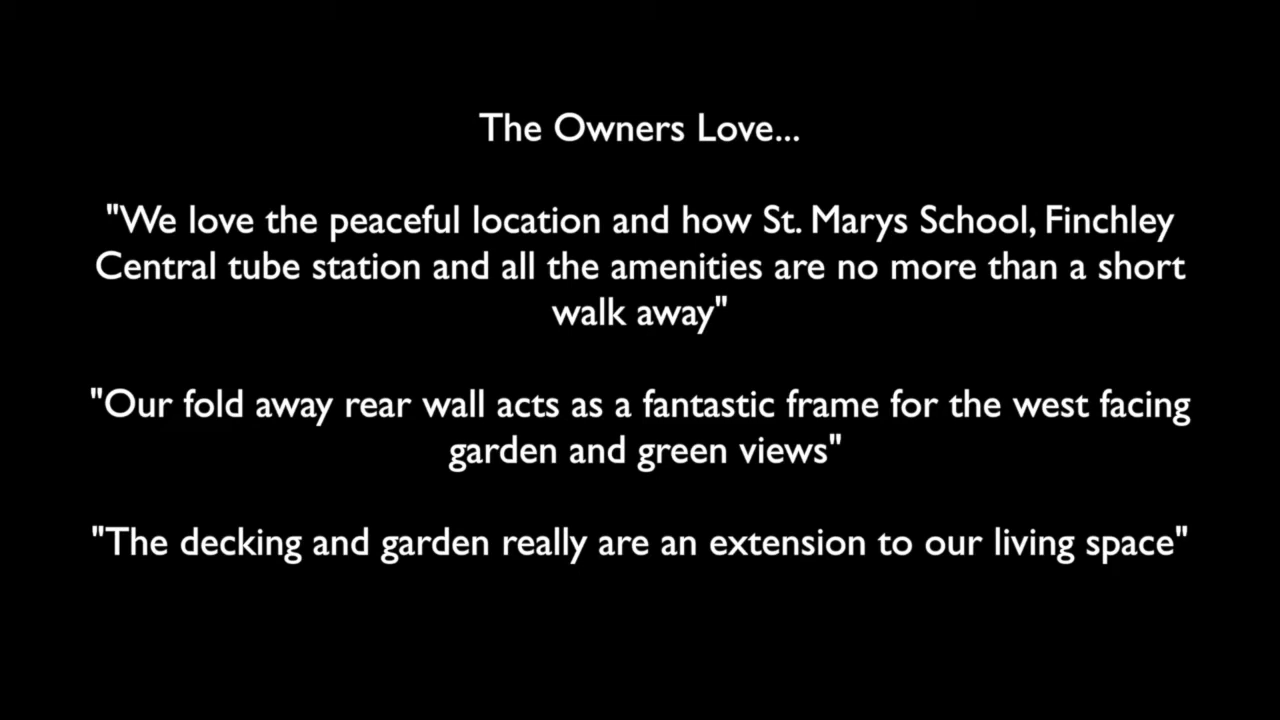 The Owners Love...
"We love the peaceful location and how St. Marys School, Finchley
Central tube station and all the amenities are no more than a short
walk away"
"Our fold away rear wall acts as a fantastic frame for the west facing
garden and green views"
"The decking and garden really are an extension to our living space"